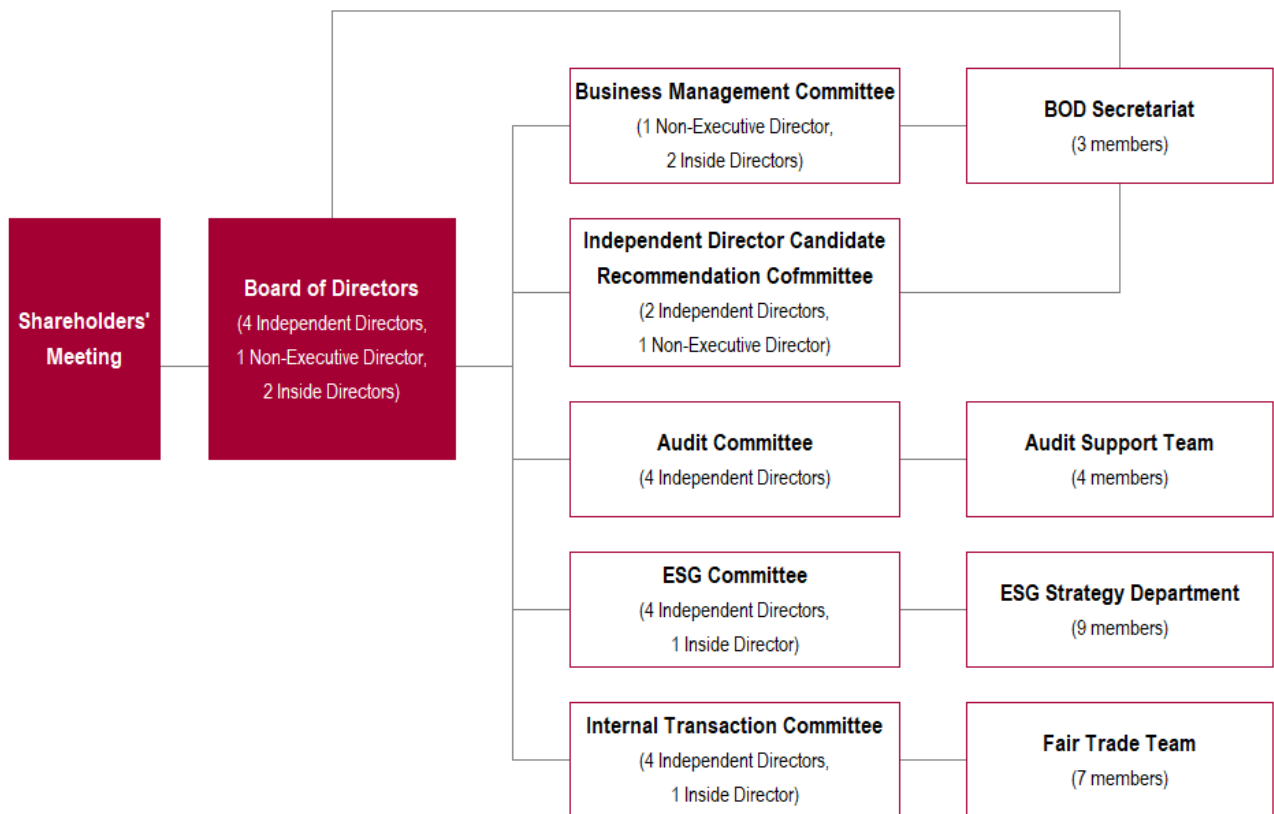 Shareholders'
Meeting
Board of Directors
(4 Independent Directors,
1 Non-Executive Director,
2 Inside Directors)
Business Management Committee
(1 Non-Executive Director,
2 Inside Directors)
BOD Secretariat
(3 members)
Independent Director Candidate
Recommendation Cofmmittee
(2 Independent Directors,
1 Non-Executive Director)
Audit Committee
(4 Independent Directors)
Audit Support Team
(4 members)
ESG Committee
(4 Independent Directors,
1 Inside Director)
ESG Strategy Department
(9 members)
Internal Transaction Committee
(4 Independent Directors,
1 Inside Director)
Fair Trade Team
(7 members)